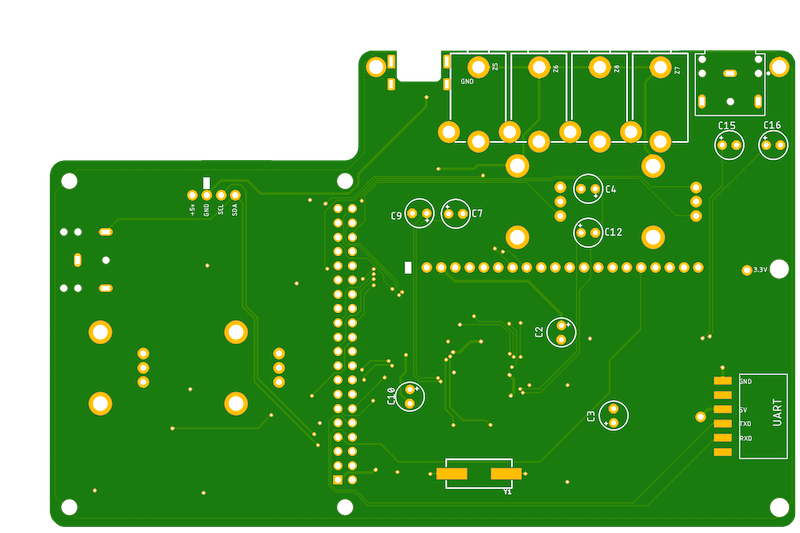 Z5
Z6
Z8
Z7
GND
C15
C16
+5V
GND
SCL
SDA
C9
C7
C4
C12
3.3V
C2
C10
C3
GND
5V
TXD
RXD
UART
Y1